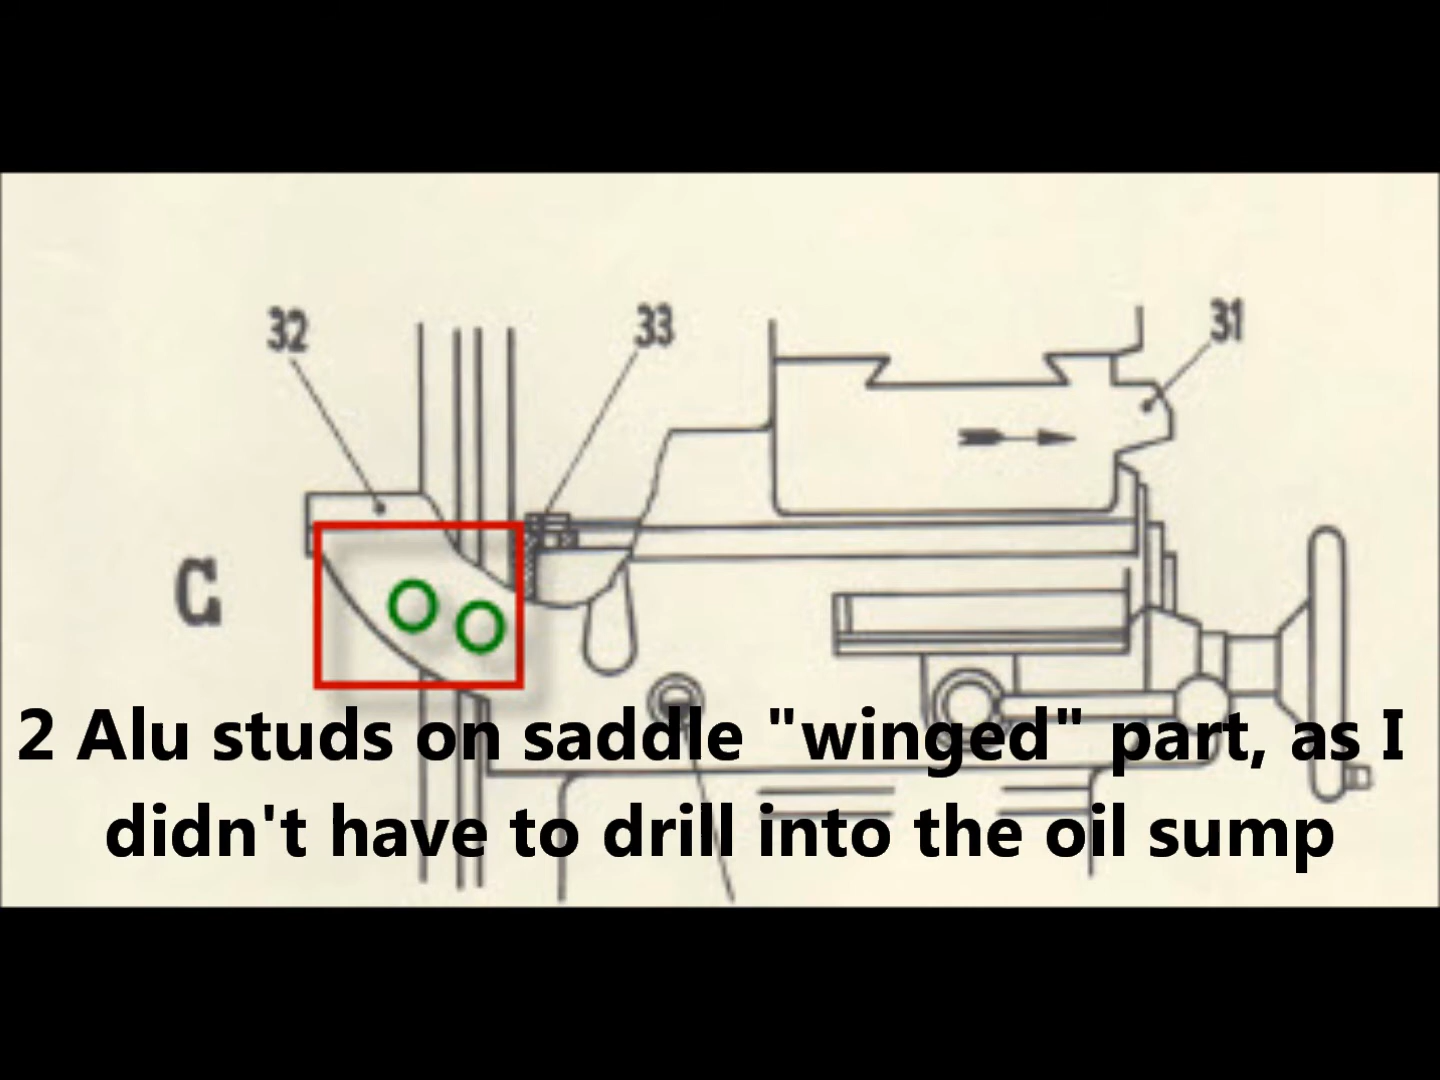 32
33
31
G
2 Alu studs on saddle "winged" part, as I
didn't have to drill into the oil sump